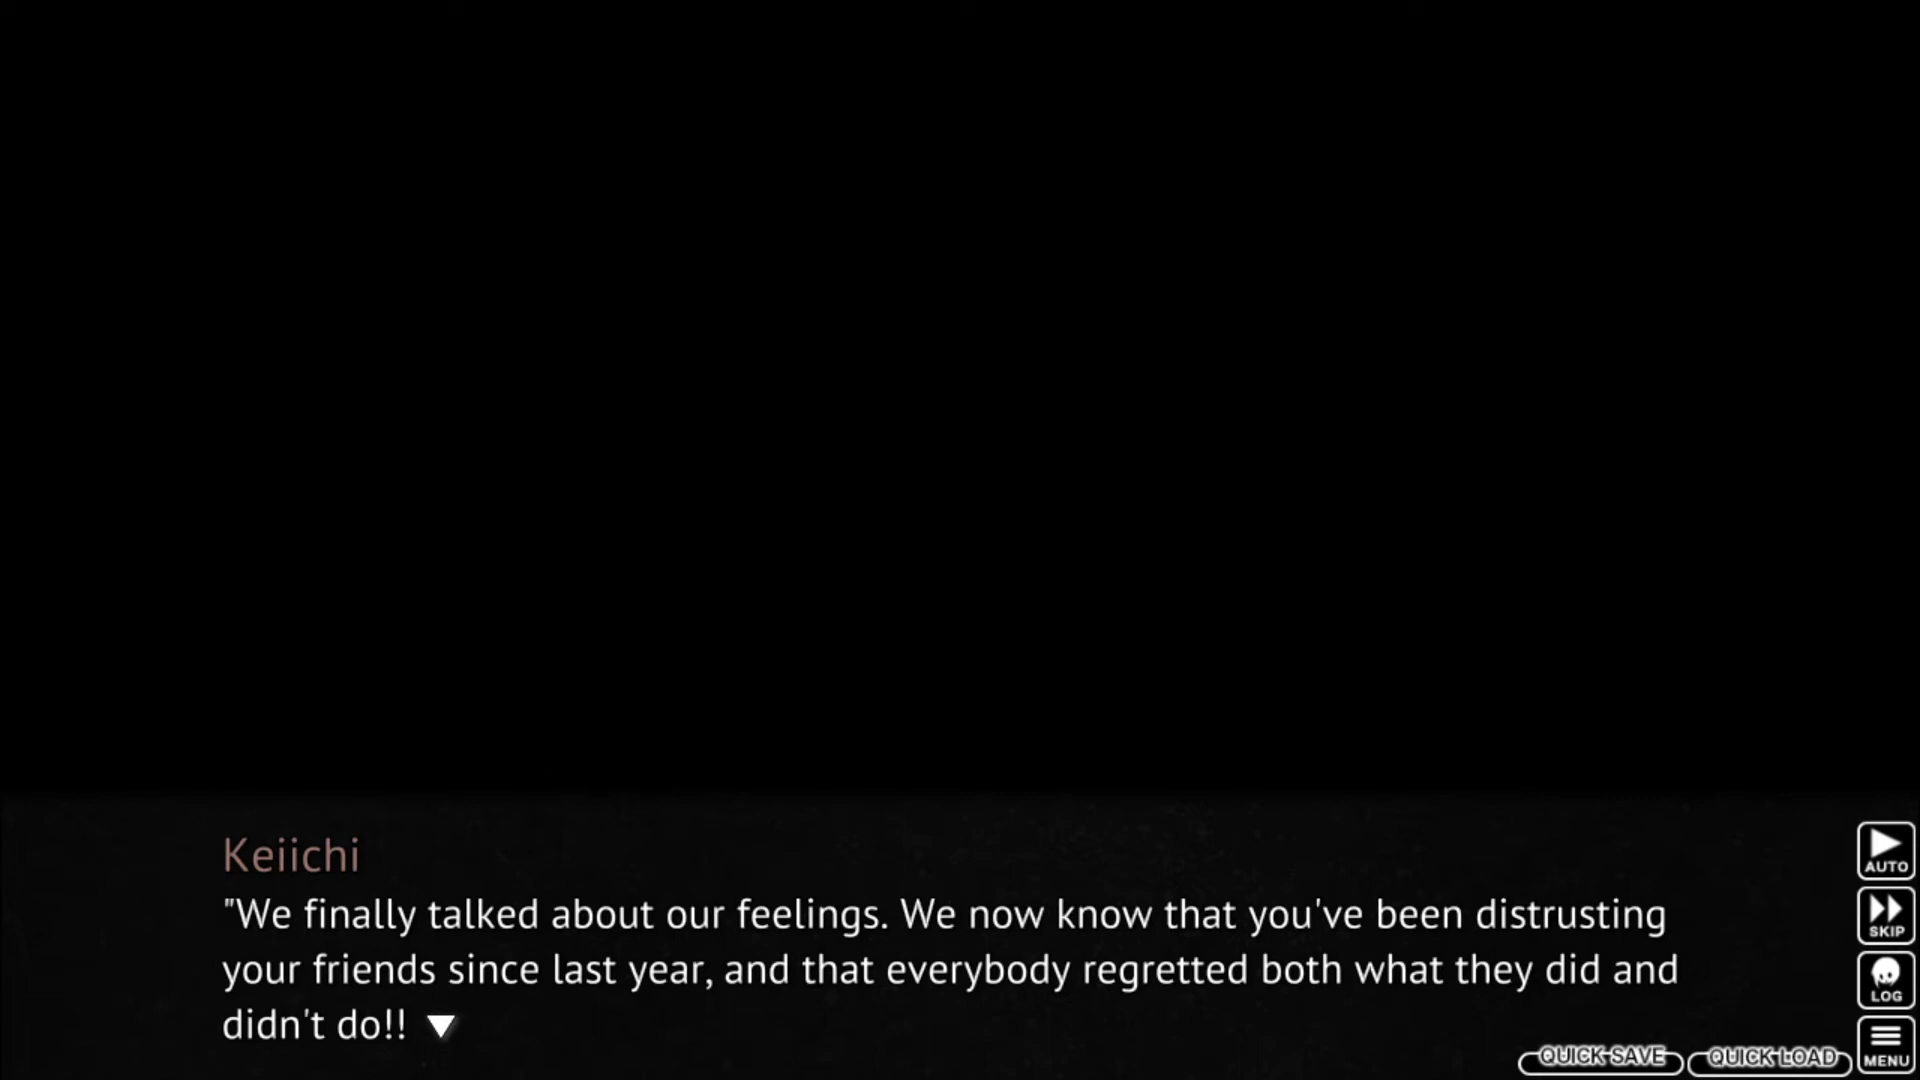 Keiichi
"We finally talked about our feelings. We now know that you've been distrusting
your friends since last year, and that everybody regretted both what they did and
didn't do!!
AUTO
SKIP
LOG
MENU
QUICK SAVE
QUICK LOAD